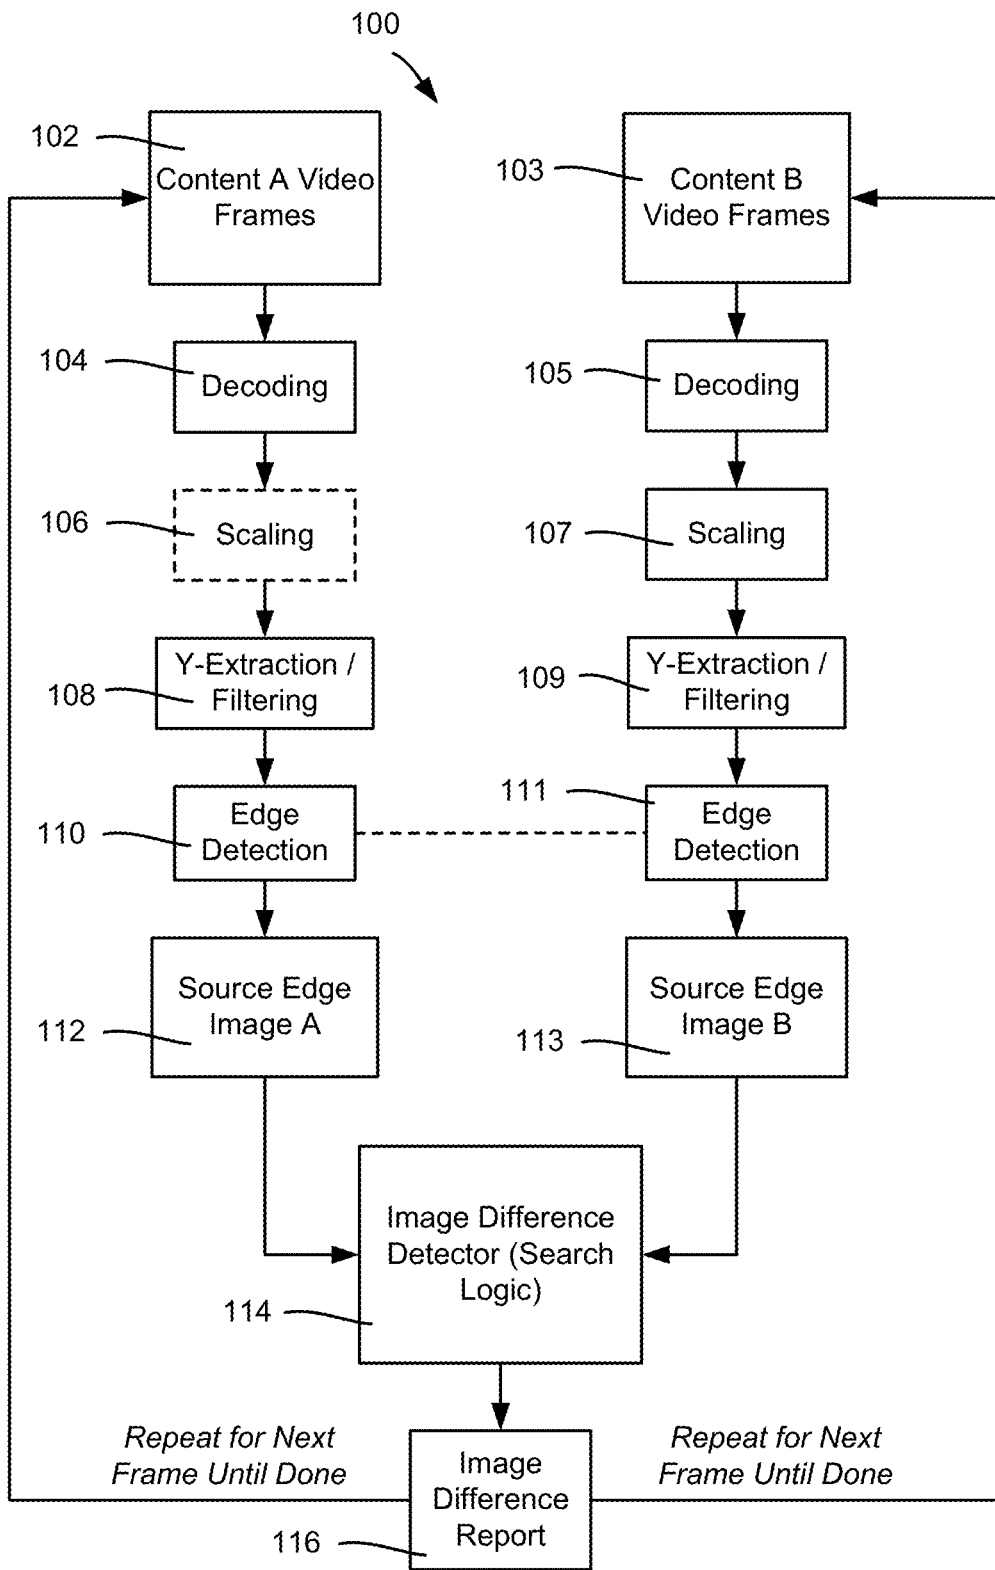 100
102
Content A Video
Frames
103
Content B
Video Frames
104
Decoding
105
Decoding
106
Scaling
107
Scaling
108
Y-Extraction /
Filtering
109
Y-Extraction /
Filtering
110
Edge
Detection
111
Edge
Detection
112
Source Edge
Image A
113
Source Edge
Image B
114
Image Difference
Detector (Search
Logic)
Repeat for Next
Frame Until Done
116
Image
Difference
Report
Repeat for Next
Frame Until Done